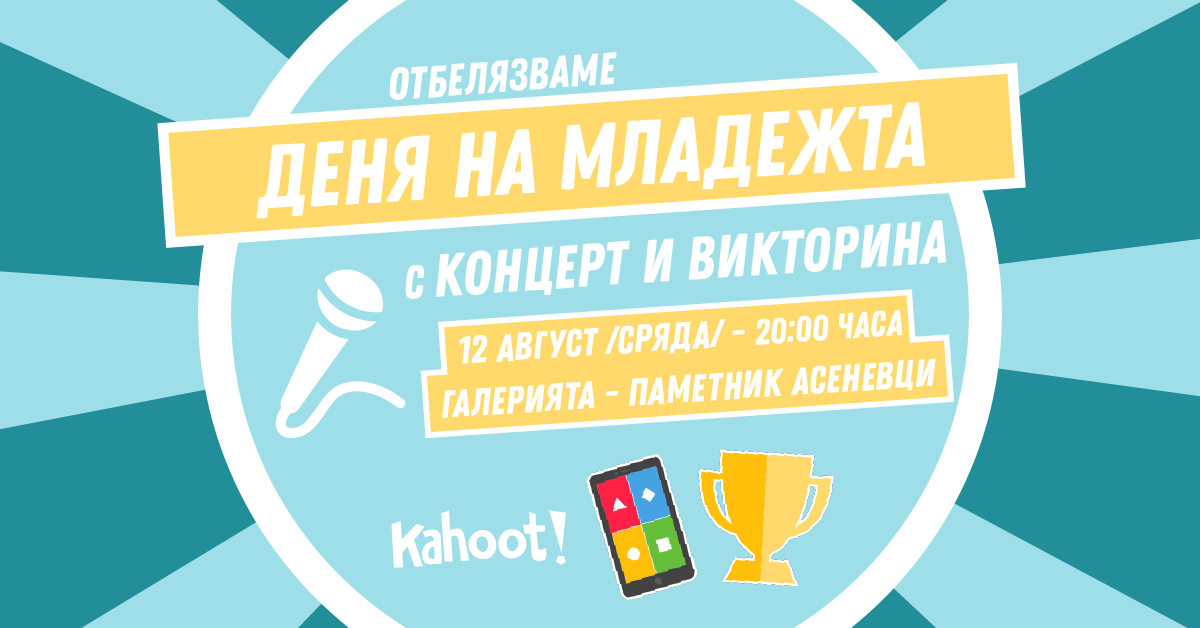 ОТБЕЛЯЗВАМЕ
ДЕНЯ НА МЛАДЕЖТА
С КОНЦЕРТ И ВИКТОРИНА
12 АВГУСТ /СРЯДА/ - 20:00 ЧАСА
ГАЛЕРИЯТА - ПАМЕТНИК АСЕНЕВЦИ
Kahoot!